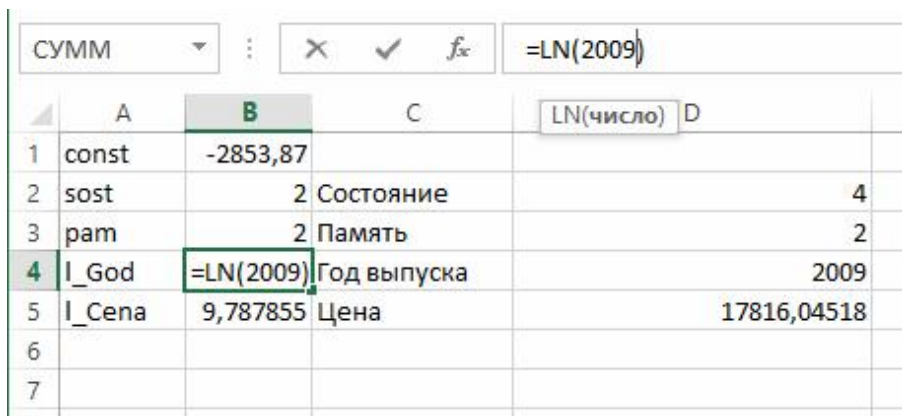 СУММ fx =LN(2009)
A B C D
LN(число)
1 const -2853,87
2 sost 2 Состояние 4
3 pam 2 Память 2
4 l_God =LN(2009) Год выпуска 2009
5 l_Cena 9,787855 Цена 17816,04518
6
7